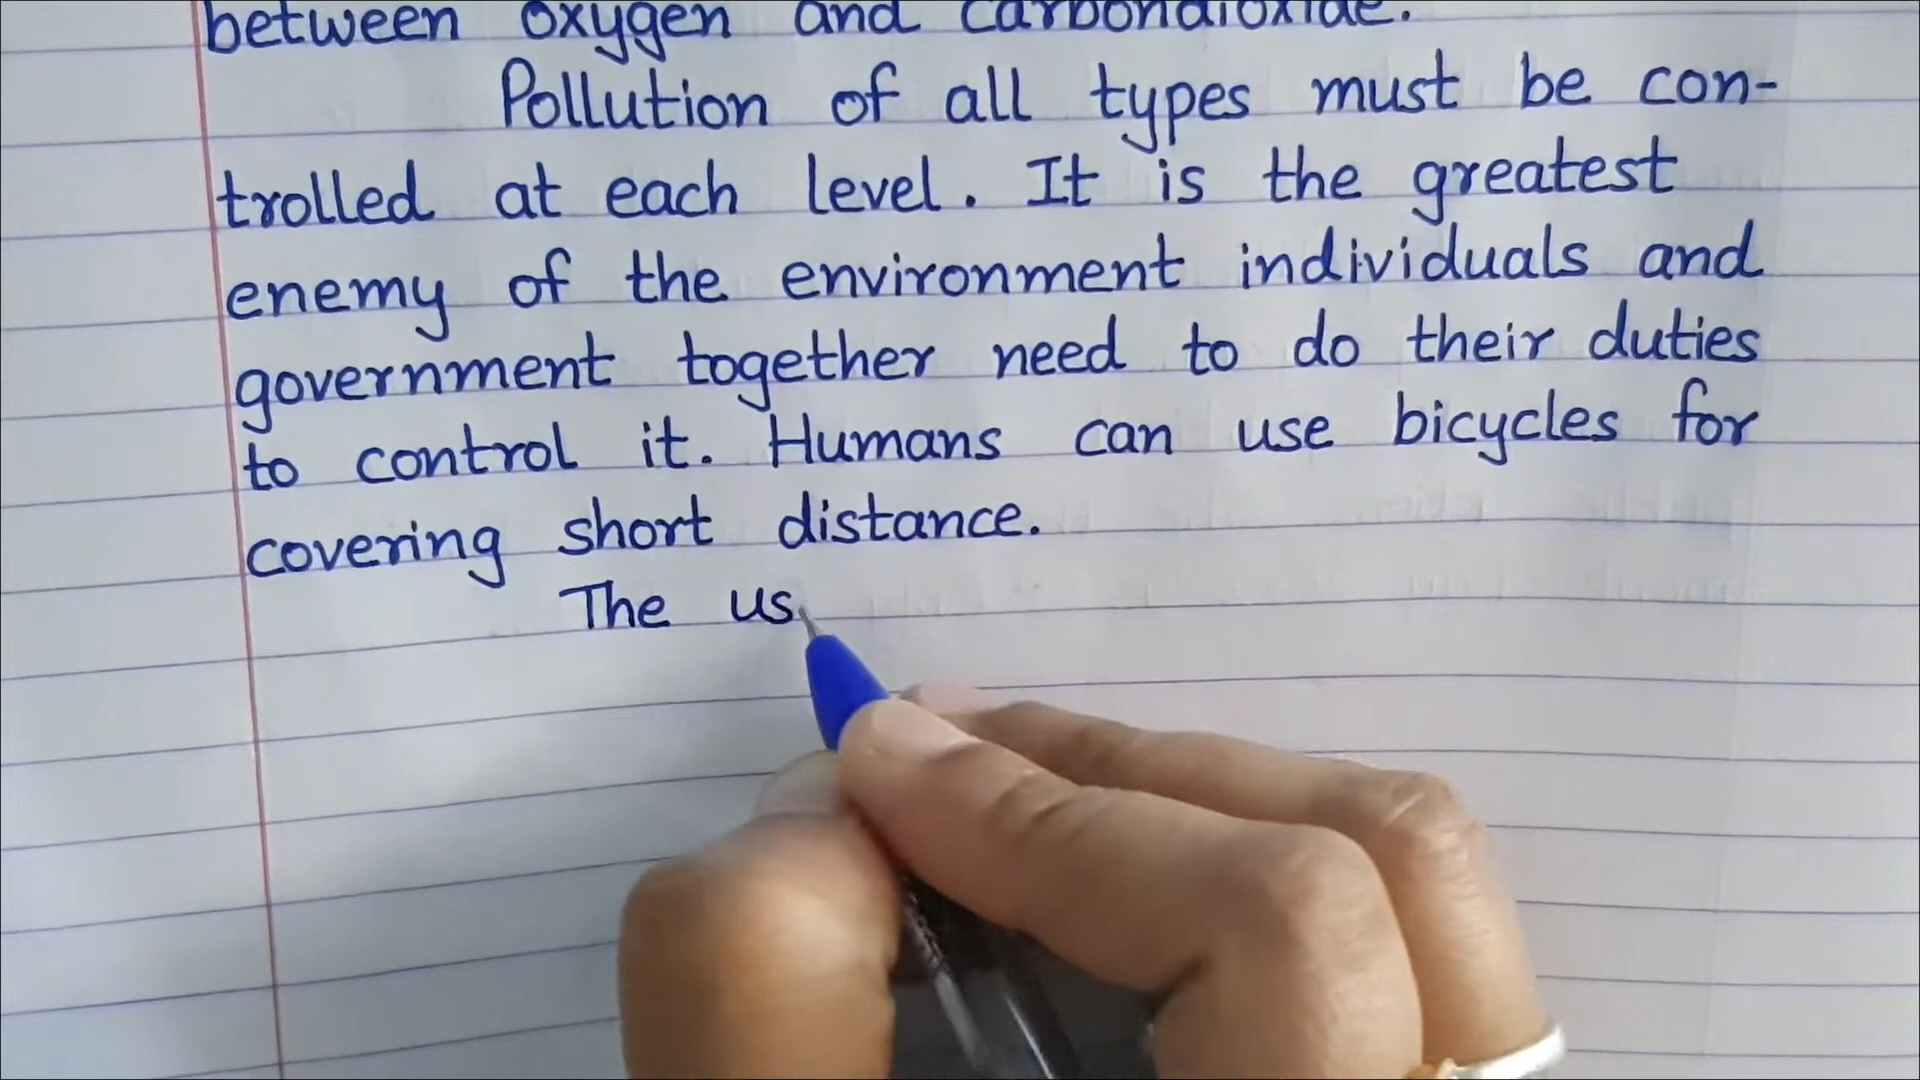 between oxygen and carbondioxide.
Pollution of all types must be con-
trolled at each level. It is the greatest
enemy of the environment individuals and
government together need to do their duties
to control it. Humans can use bicycles for
covering short distance.
The us